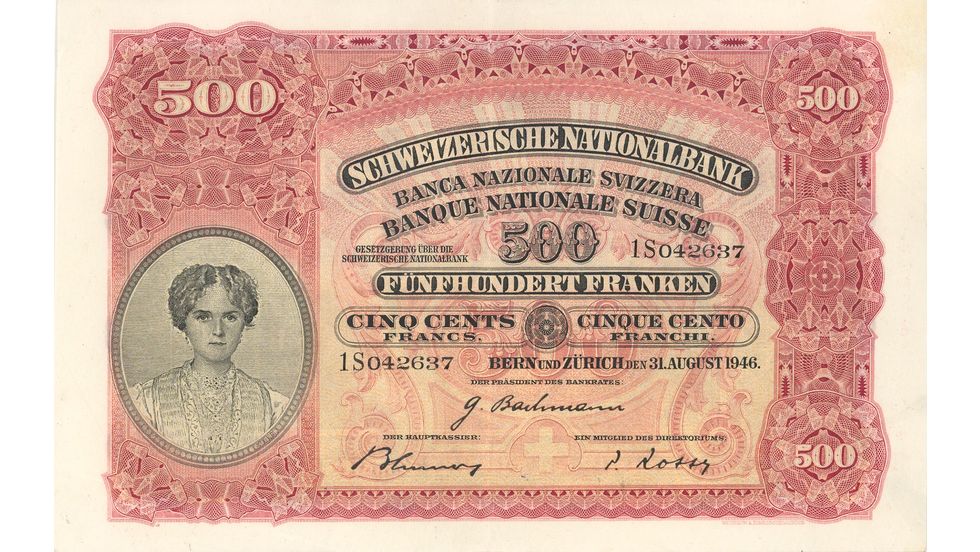 500
500
SCHWEIZERISCHE NATIONALBANK
BANCA NAZIONALE SVIZZERA
BANQUE NATIONALE SUISSE
GESETZGEBUNG ÜBER DIE
SCHWEIZERISCHE NATIONALBANK
500
1S042637
FÜNFHUNDERT FRANKEN
CINQ CENTS
FRANCS.
CINQUE CENTO
FRANCHI.
1S042637
BERN UND ZÜRICH DEN 31. AUGUST 1946.
DER PRÄSIDENT DES BANKRATES:
G. Bachmann
DER HAUPTKASSIER:
EIN MITGLIED DES DIREKTORIUMS:
P. Rossy
500